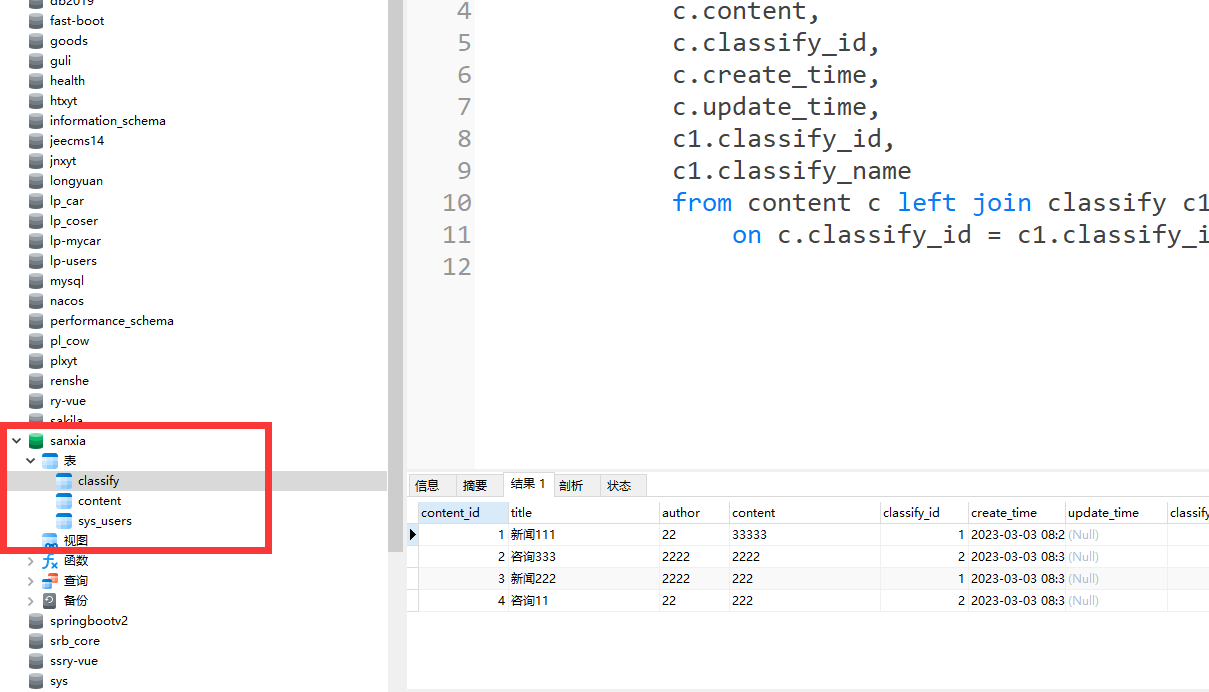 db2019
fast-boot
goods
guli
health
htxyt
information_schema
jeecms14
jnxyt
longyuan
lp_car
lp_coser
lp-mycar
lp-users
mysql
nacos
performance_schema
pl_cow
plxyt
renshe
ry-vue
sakila
sanxia
表
classify
content
sys_users
视图
函数
查询
备份
springbootv2
srb_core
ssry-vue
sys
4 c.content,
5 c.classify_id,
6 c.create_time,
7 c.update_time,
8 c1.classify_id,
9 c1.classify_name
10 from content c left join classify c1
11 on c.classify_id = c1.classify_i
12
信息 摘要 结果 1 剖析 状态
content_id title author content classify_id create_time update_time classify
1 新闻111 22 33333 1 2023-03-03 08:2 (Null)
2 咨询333 2222 2222 2 2023-03-03 08:3 (Null)
3 新闻222 2222 222 1 2023-03-03 08:3 (Null)
4 咨询11 22 222 2 2023-03-03 08:3 (Null)